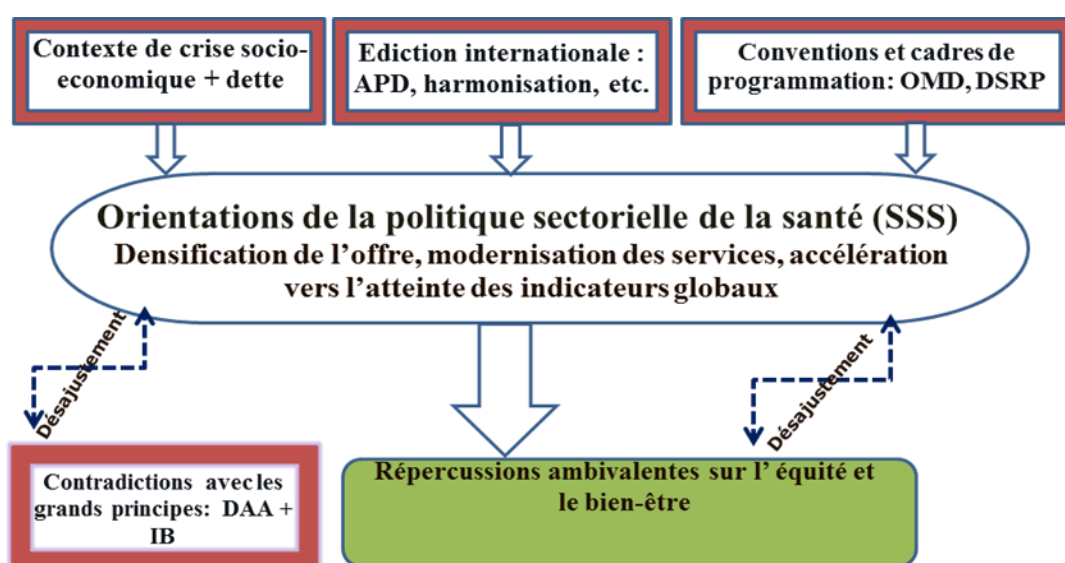 Contexte de crise socio-
economique + dette
Ediction internationale :
APD, harmonisation, etc.
Conventions et cadres de
programmation: OMD, DSRP
Orientations de la politique sectorielle de la santé (SSS)
Densification de l'offre, modernisation des services, accélération
vers l'atteinte des indicateurs globaux
Désajustement
Désajustement
Contradictions avec les
grands principes: DAA +
IB
Répercussions ambivalentes sur l' équité et
le bien-être